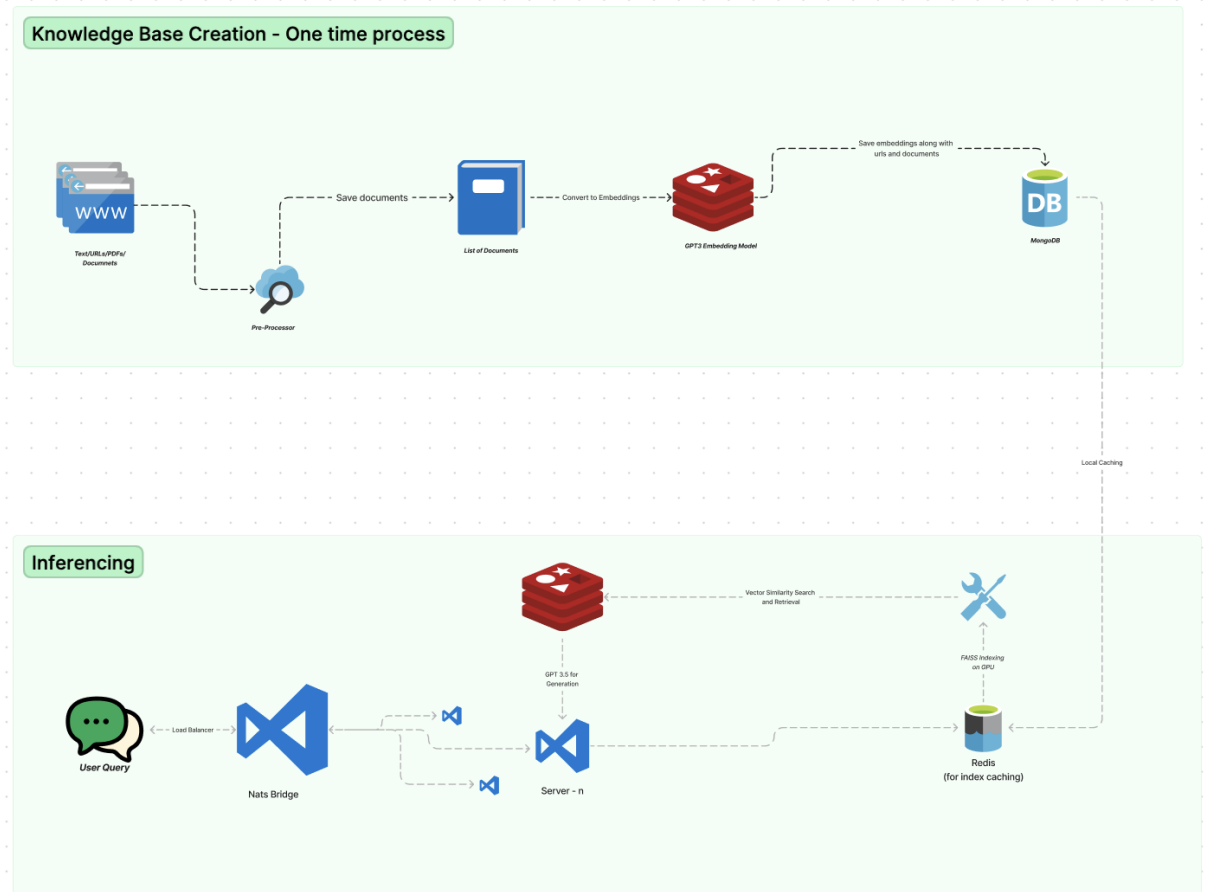 Knowledge Base Creation - One time process
WWW
Text/URLs/PDFs/
Documnets
Pre-Processor
Save documents
List of Documents
Convert to Embeddings
GPT3 Embedding Model
Save embeddings along with
urls and documents
DB
MongoDB
Local Caching
Inferencing
Vector Similarity Search
and Retrieval
FAISS Indexing
on GPU
GPT 3.5 for
Generation
Load Balancer
User Query
Nats Bridge
Server - n
Redis
(for index caching)